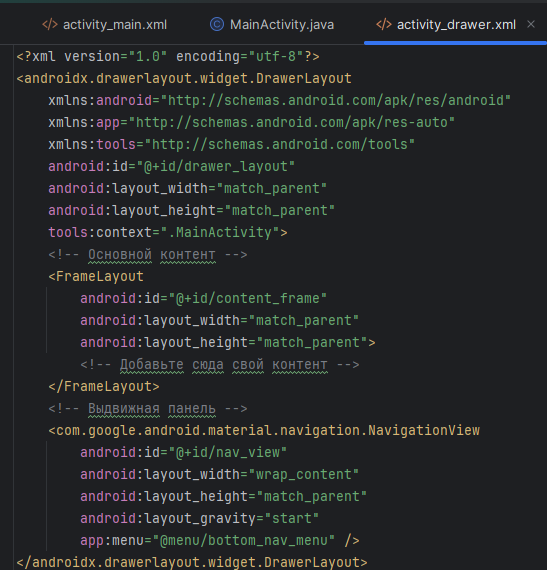 activity_main.xml MainActivity.java activity_drawer.xml
<?xml version="1.0" encoding="utf-8"?>
<androidx.drawerlayout.widget.DrawerLayout
    xmlns:android="http://schemas.android.com/apk/res/android"
    xmlns:app="http://schemas.android.com/apk/res-auto"
    xmlns:tools="http://schemas.android.com/tools"
    android:id="@+id/drawer_layout"
    android:layout_width="match_parent"
    android:layout_height="match_parent"
    tools:context=".MainActivity">
    <!-- Основной контент -->
    <FrameLayout
        android:id="@+id/content_frame"
        android:layout_width="match_parent"
        android:layout_height="match_parent">
        <!-- Добавьте сюда свой контент -->
    </FrameLayout>
    <!-- Выдвижная панель -->
    <com.google.android.material.navigation.NavigationView
        android:id="@+id/nav_view"
        android:layout_width="wrap_content"
        android:layout_height="match_parent"
        android:layout_gravity="start"
        app:menu="@menu/bottom_nav_menu" />
</androidx.drawerlayout.widget.DrawerLayout>